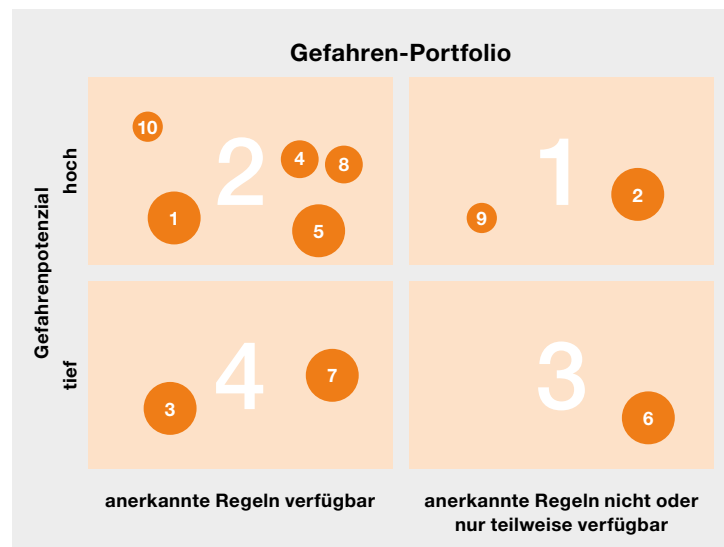 Gefahren-Portfolio
Gefahrenpotenzial
hoch
tief
2
10
4
8
1
5
1
2
9
4
7
3
3
6
anerkannte Regeln verfügbar
anerkannte Regeln nicht oder
nur teilweise verfügbar